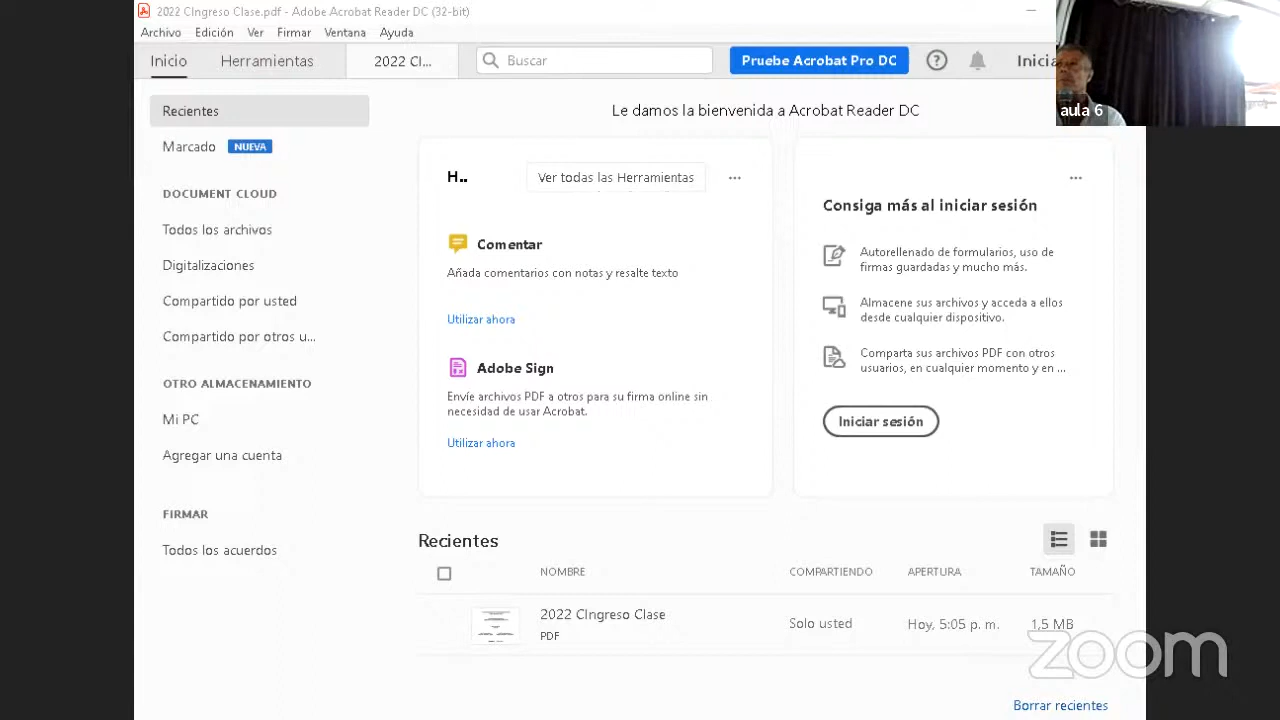 2022 CIngreso Clase.pdf - Adobe Acrobat Reader DC (32-bit)
Archivo Edición Ver Firmar Ventana Ayuda
Inicio Herramientas 2022 CI... Buscar Pruebe Acrobat Pro DC ? Inicia
aula 6
Recientes
Marcado NUEVA
DOCUMENT CLOUD
Todos los archivos
Digitalizaciones
Compartido por usted
Compartido por otros u...
OTRO ALMACENAMIENTO
Mi PC
Agregar una cuenta
FIRMAR
Todos los acuerdos
Le damos la bienvenida a Acrobat Reader DC
H.. Ver todas las Herramientas ...
Comentar
Añada comentarios con notas y resalte texto
Utilizar ahora
Adobe Sign
Envíe archivos PDF a otros para su firma online sin
necesidad de usar Acrobat.
Utilizar ahora
...
Consiga más al iniciar sesión
Autorellenado de formularios, uso de
firmas guardadas y mucho más.
Almacene sus archivos y acceda a ellos
desde cualquier dispositivo.
Comparta sus archivos PDF con otros
usuarios, en cualquier momento y en ...
Iniciar sesión
Recientes
NOMBRE COMPARTIENDO APERTURA TAMAÑO
2022 CIngreso Clase
PDF
Solo usted Hoy, 5:05 p. m. 1,5 MB
zoom
Borrar recientes